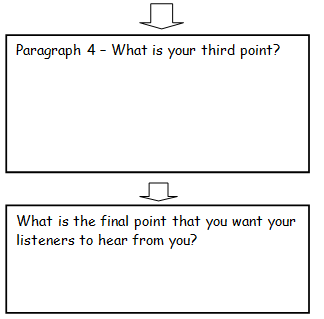 Paragraph 4 – What is your third point?
What is the final point that you want your
listeners to hear from you?